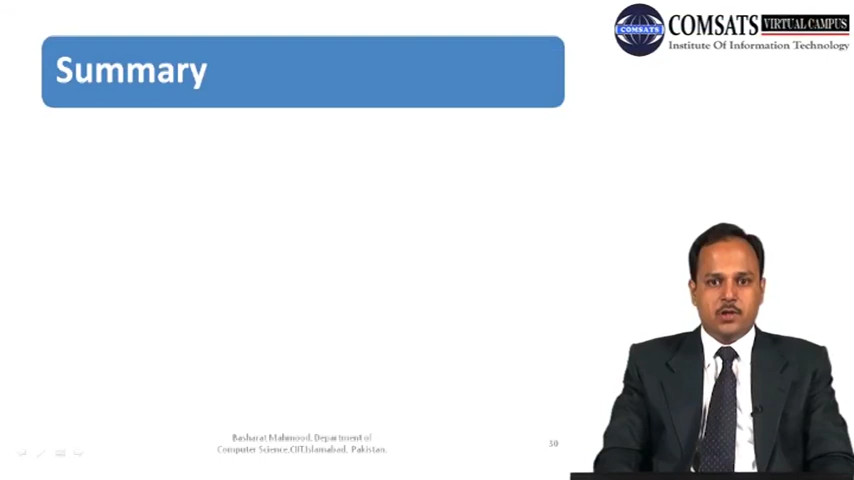 COMSATS VIRTUAL CAMPUS
COMSATS
Institute Of Information Technology
Summary
Basharat Mahmood, Department of
Computer Science,CIIT,Islamabad, Pakistan.
30